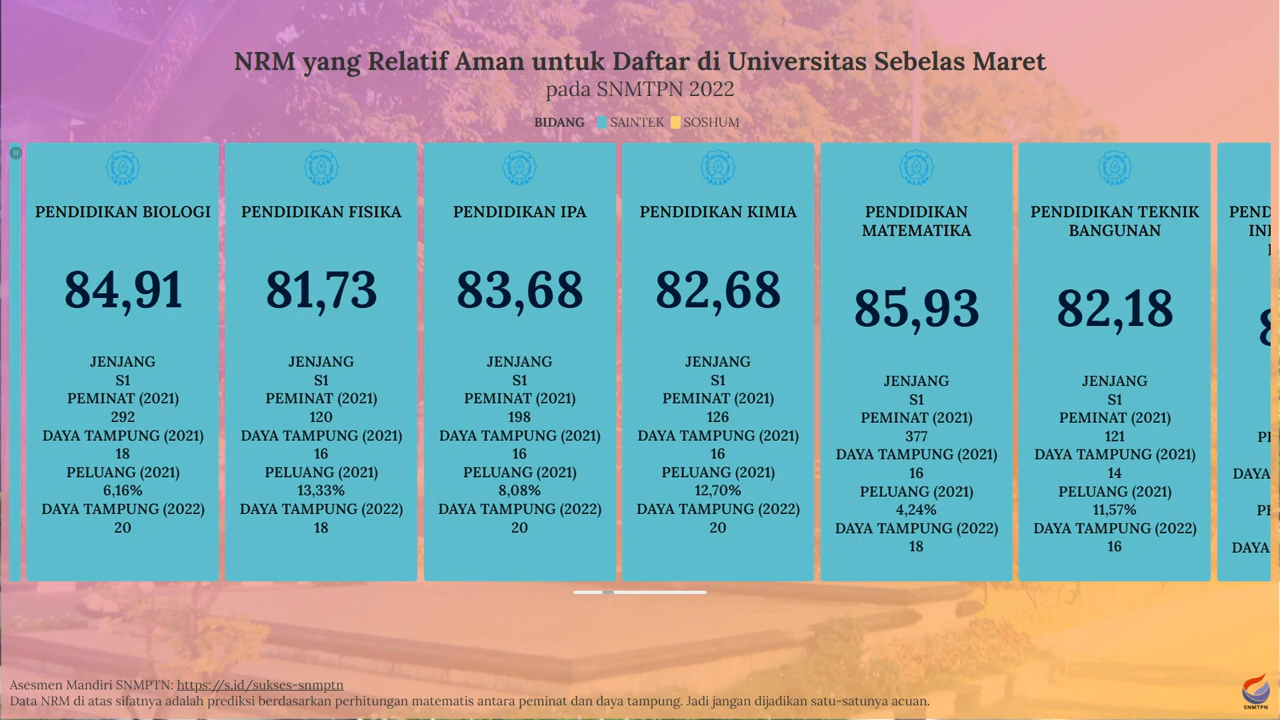 NRM yang Relatif Aman untuk Daftar di Universitas Sebelas Maret
pada SNMTPN 2022
BIDANG SAINTEK SOSHUM
PENDIDIKAN BIOLOGI
84,91
JENJANG
S1
PEMINAT (2021)
292
DAYA TAMPUNG (2021)
18
PELUANG (2021)
6,16%
DAYA TAMPUNG (2022)
20
PENDIDIKAN FISIKA
81,73
JENJANG
S1
PEMINAT (2021)
120
DAYA TAMPUNG (2021)
16
PELUANG (2021)
13,33%
DAYA TAMPUNG (2022)
18
PENDIDIKAN IPA
83,68
JENJANG
S1
PEMINAT (2021)
198
DAYA TAMPUNG (2021)
16
PELUANG (2021)
8,08%
DAYA TAMPUNG (2022)
20
PENDIDIKAN KIMIA
82,68
JENJANG
S1
PEMINAT (2021)
126
DAYA TAMPUNG (2021)
16
PELUANG (2021)
12,70%
DAYA TAMPUNG (2022)
20
PENDIDIKAN
MATEMATIKA
85,93
JENJANG
S1
PEMINAT (2021)
377
DAYA TAMPUNG (2021)
16
PELUANG (2021)
4,24%
DAYA TAMPUNG (2022)
18
PENDIDIKAN TEKNIK
BANGUNAN
82,18
JENJANG
S1
PEMINAT (2021)
121
DAYA TAMPUNG (2021)
14
PELUANG (2021)
11,57%
DAYA TAMPUNG (2022)
16
DAYA
DAYA
Asesmen Mandiri SNMPTN: https://s.id/sukses-snmptn
Data NRM di atas sifatnya adalah prediksi berdasarkan perhitungan matematis antara peminat dan daya tampung. Jadi jangan dijadikan satu-satunya acuan.
SNMTPN